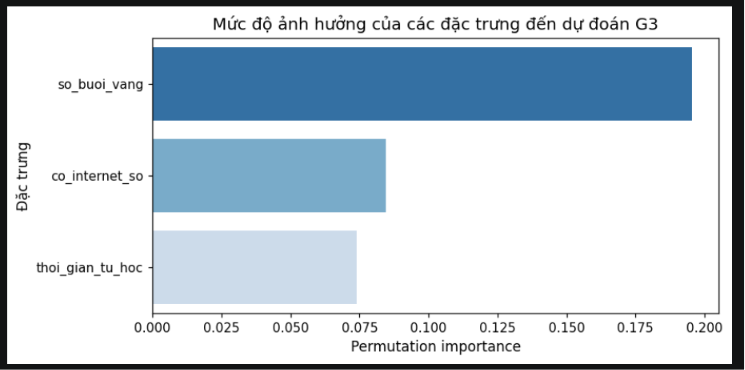 Mức độ ảnh hưởng của các đặc trưng đến dự đoán G3
Đặc trưng
so_buoi_vang
co_internet_so
thoi_gian_tu_hoc
0.000 0.025 0.050 0.075 0.100 0.125 0.150 0.175 0.200
Permutation importance